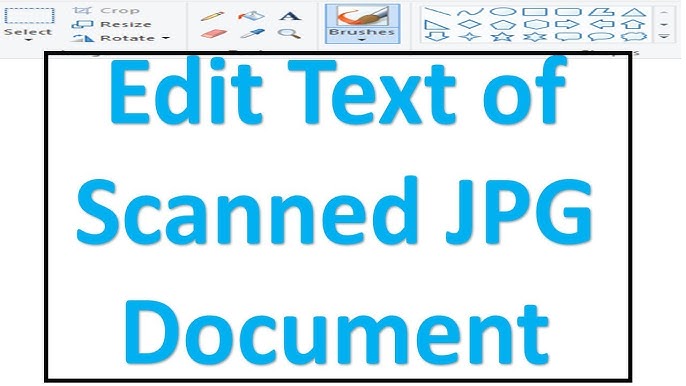 Crop
Resize
Select
Rotate
A
Brushes
Edit Text of
Scanned JPG
Document